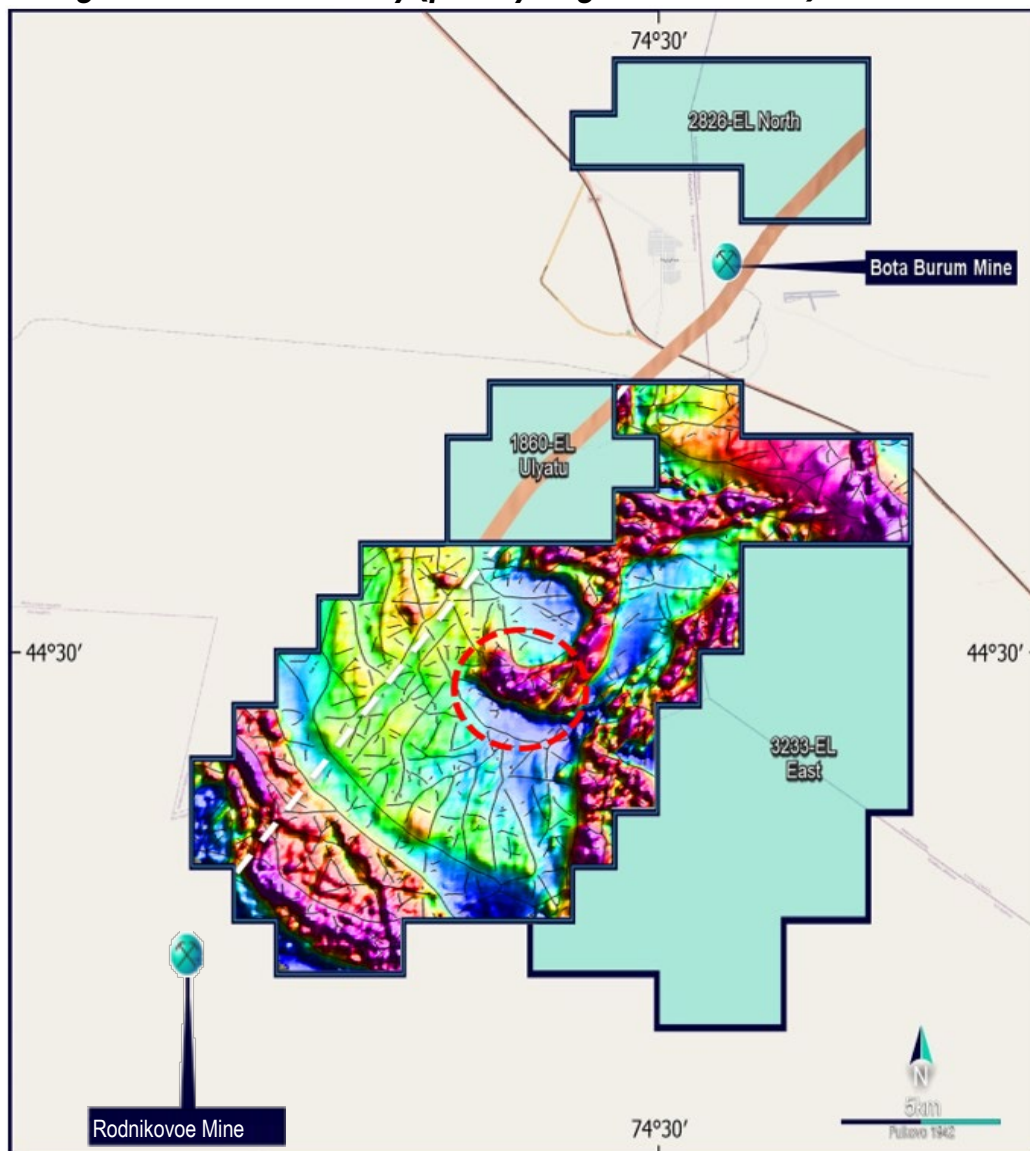 74°30'
2826-EL North
Bota Burum Mine
1860-EL
Ulyatu
44°30'
44°30'
3233-EL
East
N
5km
Pulkovo 1942
Rodnikovoe Mine
74°30'